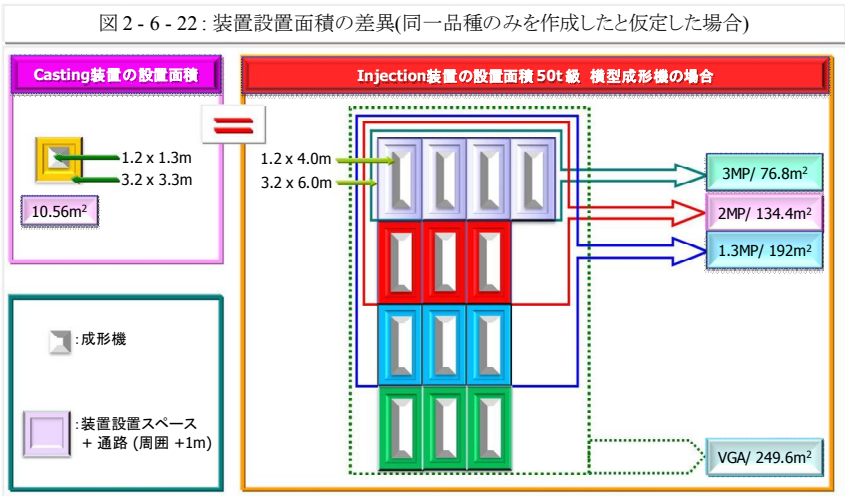 図 2 - 6 - 22 : 装置設置面積の差異(同一品種のみを作成したと仮定した場合)
Casting装置の設置面積
1.2 x 1.3m
3.2 x 3.3m
10.56m²
:成形機
:装置設置スペース
+ 通路 (周囲 +1m)
Injection装置の設置面積 50t 級 横型成形機の場合
1.2 x 4.0m
3.2 x 6.0m
3MP/ 76.8m²
2MP/ 134.4m²
1.3MP/ 192m²
VGA/ 249.6m²